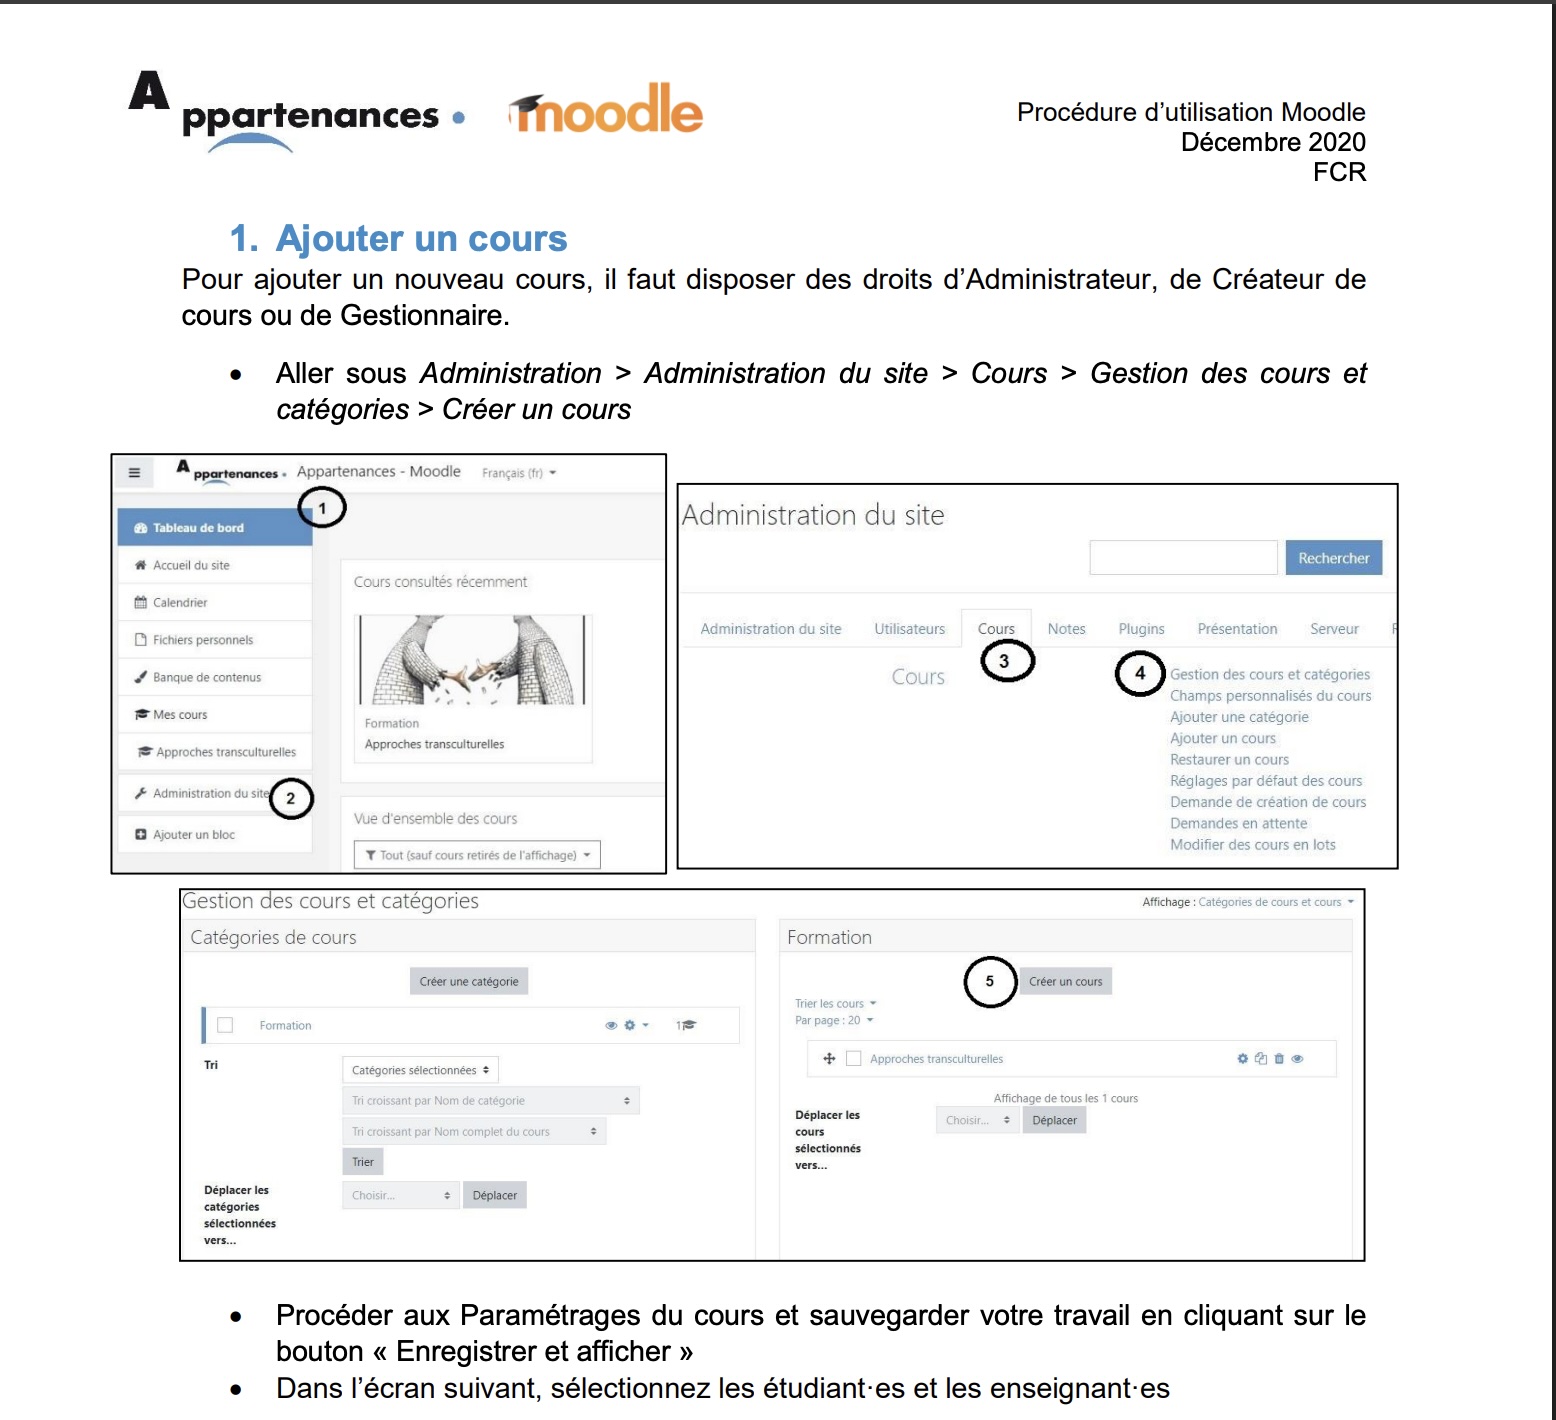 Appartenances
moodle
Procédure d’utilisation Moodle
Décembre 2020
FCR
1. Ajouter un cours
Pour ajouter un nouveau cours, il faut disposer des droits d’Administrateur, de Créateur de
cours ou de Gestionnaire.
• Aller sous Administration > Administration du site > Cours > Gestion des cours et
catégories > Créer un cours
Appartenances Appartenances - Moodle Français (fr)
1
Tableau de bord
Accueil du site
Calendrier
Fichiers personnels
Banque de contenus
Mes cours
Approches transculturelles
Administration du site
2
Ajouter un bloc
Cours consultés récemment
Formation
Approches transculturelles
Vue d'ensemble des cours
Tout (sauf cours retirés de l'affichage)
Administration du site
Rechercher
Administration du site Utilisateurs Cours Notes Plugins Présentation Serveur
3
Cours
4
Gestion des cours et catégories
Champs personnalisés du cours
Ajouter une catégorie
Ajouter un cours
Restaurer un cours
Réglages par défaut des cours
Demande de création de cours
Demandes en attente
Modifier des cours en lots
Gestion des cours et catégories
Affichage : Catégories de cours et cours
Catégories de cours
Créer une catégorie
Formation 1
Tri
Catégories sélectionnées
Tri croissant par Nom de catégorie
Tri croissant par Nom complet du cours
Trier
Déplacer les
catégories
sélectionnées
vers...
Choisir... Déplacer
Formation
5 Créer un cours
Trier les cours
Par page : 20
Approches transculturelles
Affichage de tous les 1 cours
Déplacer les
cours
sélectionnés
vers...
Choisir... Déplacer
• Procéder aux Paramétrages du cours et sauvegarder votre travail en cliquant sur le
bouton « Enregistrer et afficher »
• Dans l’écran suivant, sélectionnez les étudiant·es et les enseignant·es